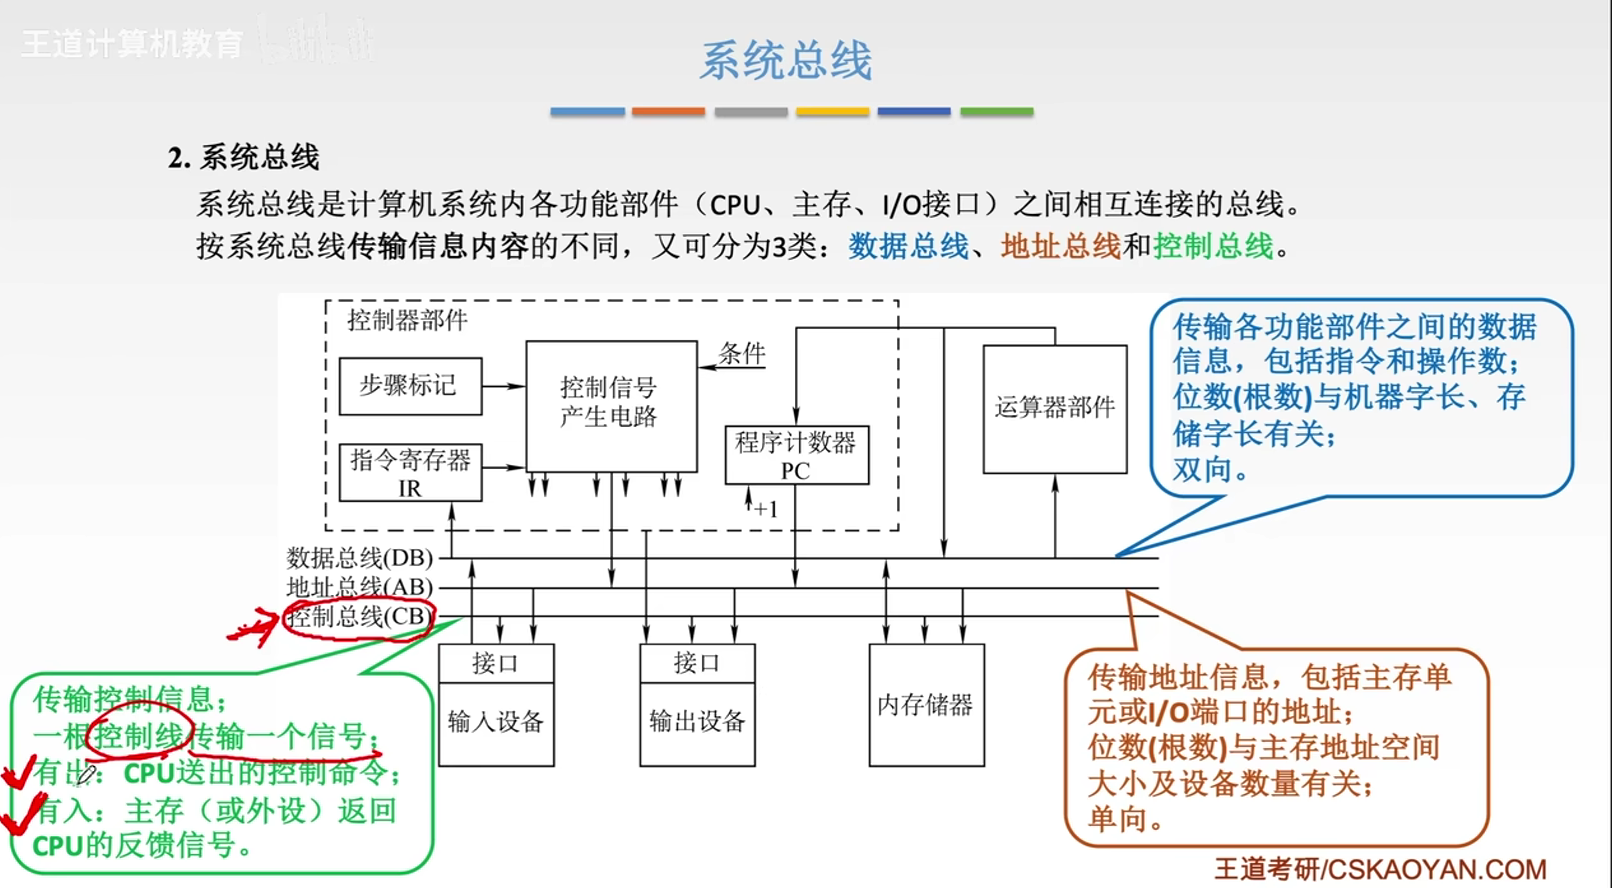 王道计算机教育
系统总线
2. 系统总线
系统总线是计算机系统内各功能部件（CPU、主存、I/O接口）之间相互连接的总线。
按系统总线传输信息内容的不同，又可分为3类：数据总线、地址总线和控制总线。
控制器部件
步骤标记
控制信号
产生电路
条件
指令寄存器
IR
程序计数器
PC
+1
运算器部件
传输各功能部件之间的数据
信息，包括指令和操作数；
位数(根数)与机器字长、存
储字长有关；
双向。
数据总线(DB)
地址总线(AB)
控制总线(CB)
接口
输入设备
接口
输出设备
内存储器
传输控制信息；
一根控制线传输一个信号；
有出：CPU送出的控制命令；
有入：主存（或外设）返回
CPU的反馈信号。
传输地址信息，包括主存单
元或I/O端口的地址；
位数(根数)与主存地址空间
大小及设备数量有关；
单向。
王道考研/CSKAOYAN.COM